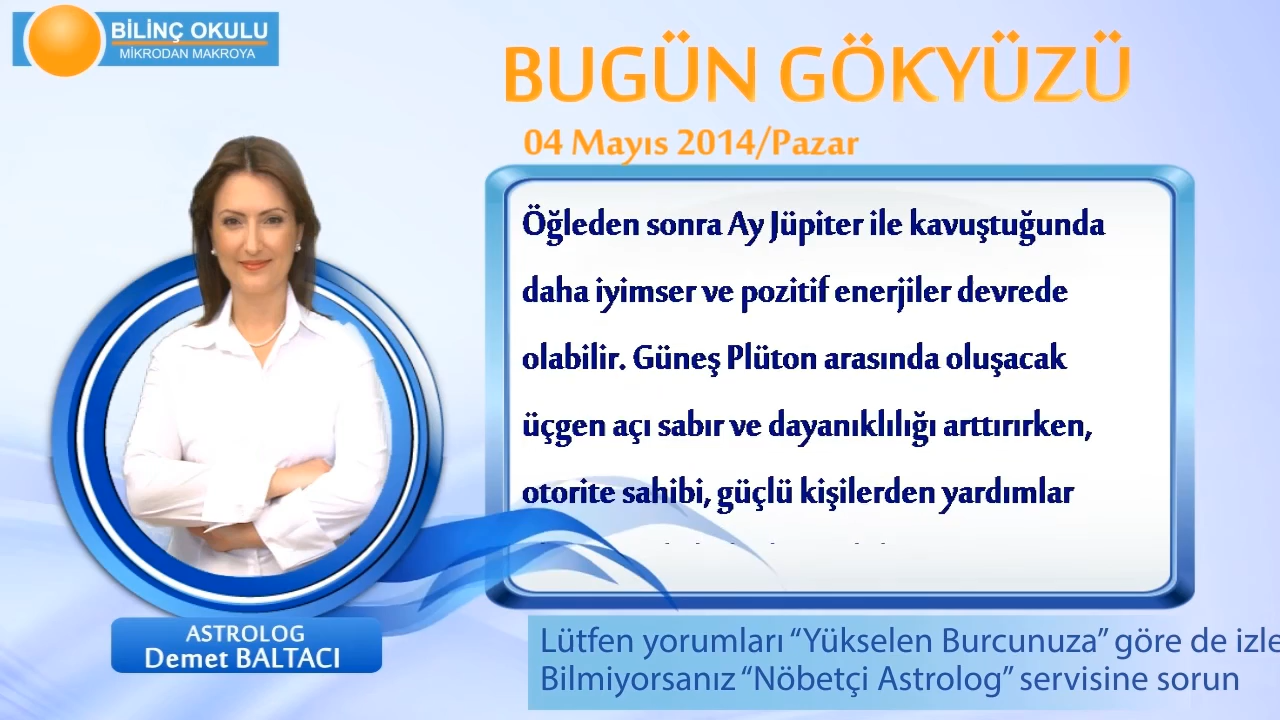 BİLİNÇ OKULU
MİKRODAN MAKROYA
BUGÜN GÖKYÜZÜ
04 Mayıs 2014/Pazar
Öğleden sonra Ay Jüpiter ile kavuştuğunda
daha iyimser ve pozitif enerjiler devrede
olabilir. Güneş Plüton arasında oluşacak
üçgen açı sabır ve dayanıklılığı arttırırken,
otorite sahibi, güçlü kişilerden yardımlar
ASTROLOG
Demet BALTACI
Lütfen yorumları “Yükselen Burcunuza” göre de izle
Bilmiyorsanız “Nöbetçi Astrolog” servisine sorun